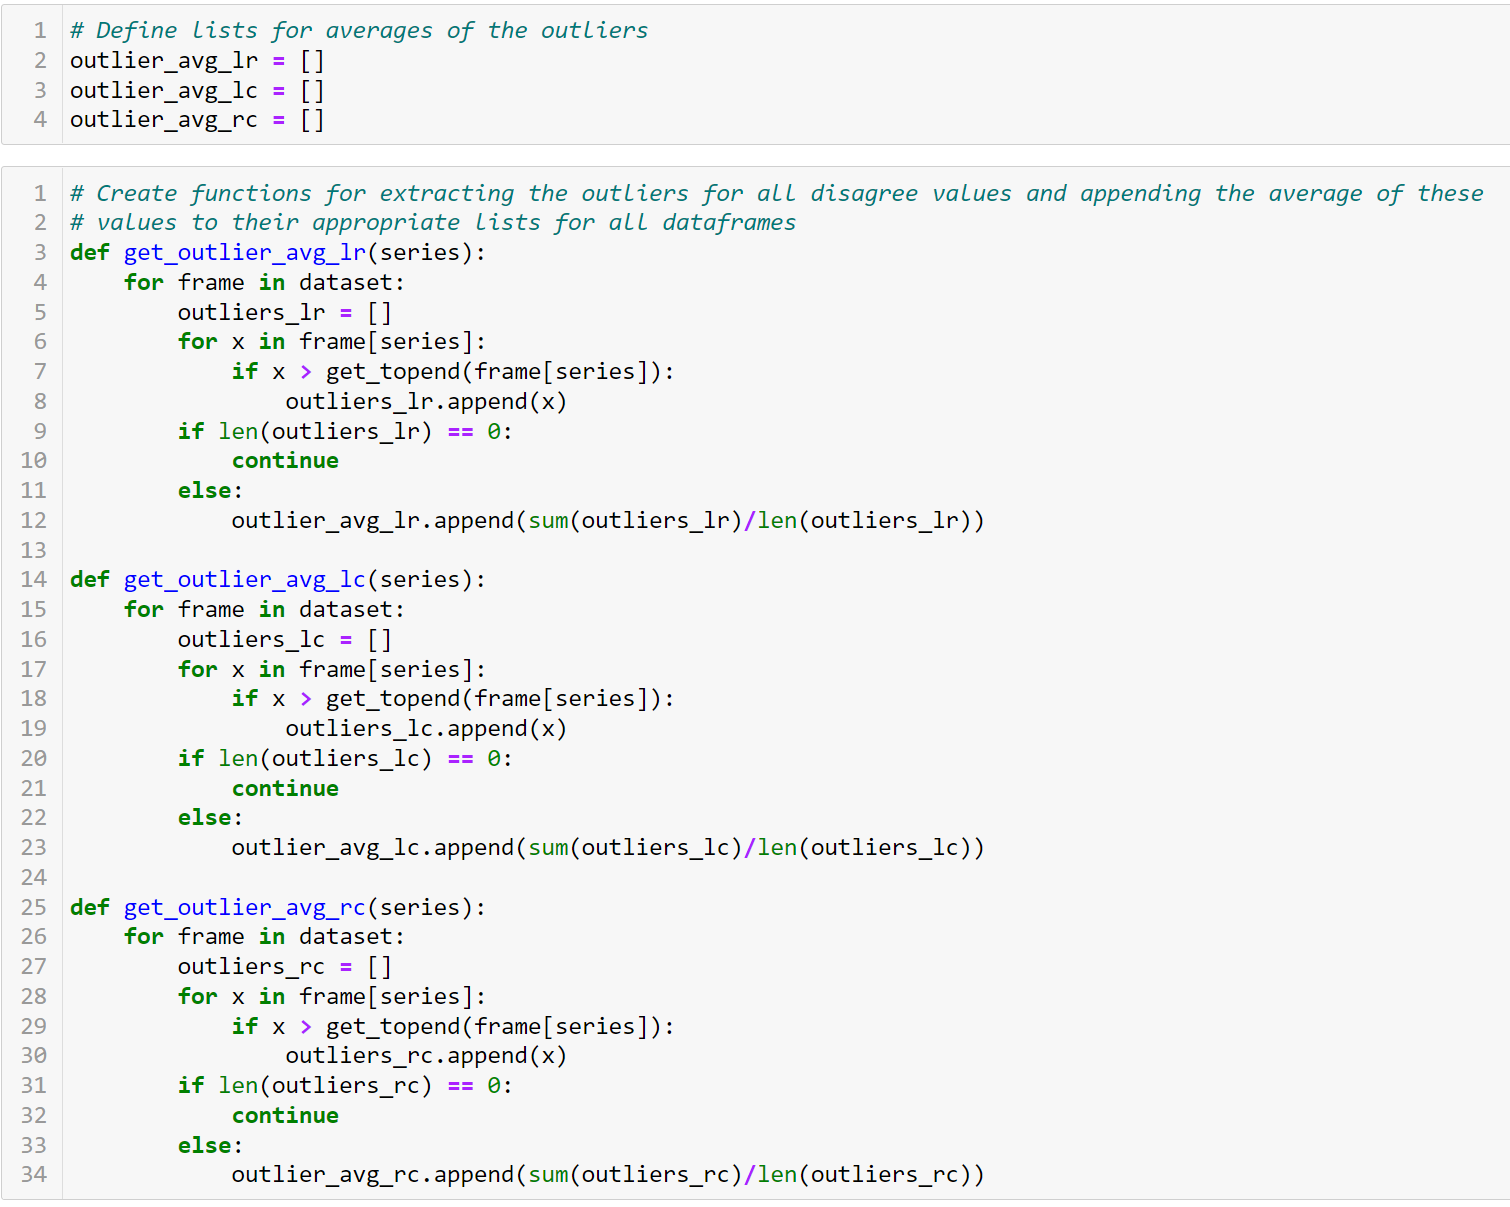 1 # Define lists for averages of the outliers
2 outlier_avg_lr = []
3 outlier_avg_lc = []
4 outlier_avg_rc = []
1 # Create functions for extracting the outliers for all disagree values and appending the average of these
2 # values to their appropriate lists for all dataframes
3 def get_outlier_avg_lr(series):
4     for frame in dataset:
5         outliers_lr = []
6         for x in frame[series]:
7             if x > get_topend(frame[series]):
8                 outliers_lr.append(x)
9         if len(outliers_lr) == 0:
10             continue
11         else:
12             outlier_avg_lr.append(sum(outliers_lr)/len(outliers_lr))
13
14 def get_outlier_avg_lc(series):
15     for frame in dataset:
16         outliers_lc = []
17         for x in frame[series]:
18             if x > get_topend(frame[series]):
19                 outliers_lc.append(x)
20         if len(outliers_lc) == 0:
21             continue
22         else:
23             outlier_avg_lc.append(sum(outliers_lc)/len(outliers_lc))
24
25 def get_outlier_avg_rc(series):
26     for frame in dataset:
27         outliers_rc = []
28         for x in frame[series]:
29             if x > get_topend(frame[series]):
30                 outliers_rc.append(x)
31         if len(outliers_rc) == 0:
32             continue
33         else:
34             outlier_avg_rc.append(sum(outliers_rc)/len(outliers_rc))